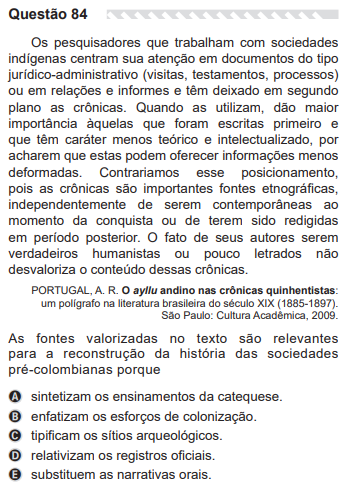 Questão 84
Os pesquisadores que trabalham com sociedades
indígenas centram sua atenção em documentos do tipo
jurídico-administrativo (visitas, testamentos, processos)
ou em relações e informes e têm deixado em segundo
plano as crônicas. Quando as utilizam, dão maior
importância àquelas que foram escritas primeiro e
que têm caráter menos teórico e intelectualizado, por
acharem que estas podem oferecer informações menos
deformadas. Contrariamos esse posicionamento,
pois as crônicas são importantes fontes etnográficas,
independentemente de serem contemporâneas ao
momento da conquista ou de terem sido redigidas
em período posterior. O fato de seus autores serem
verdadeiros humanistas ou pouco letrados não
desvaloriza o conteúdo dessas crônicas.
PORTUGAL, A. R. O ayllu andino nas crônicas quinhentistas:
um polígrafo na literatura brasileira do século XIX (1885-1897).
São Paulo: Cultura Acadêmica, 2009.
As fontes valorizadas no texto são relevantes
para a reconstrução da história das sociedades
pré-colombianas porque
A sintetizam os ensinamentos da catequese.
B enfatizam os esforços de colonização.
C tipificam os sítios arqueológicos.
D relativizam os registros oficiais.
E substituem as narrativas orais.